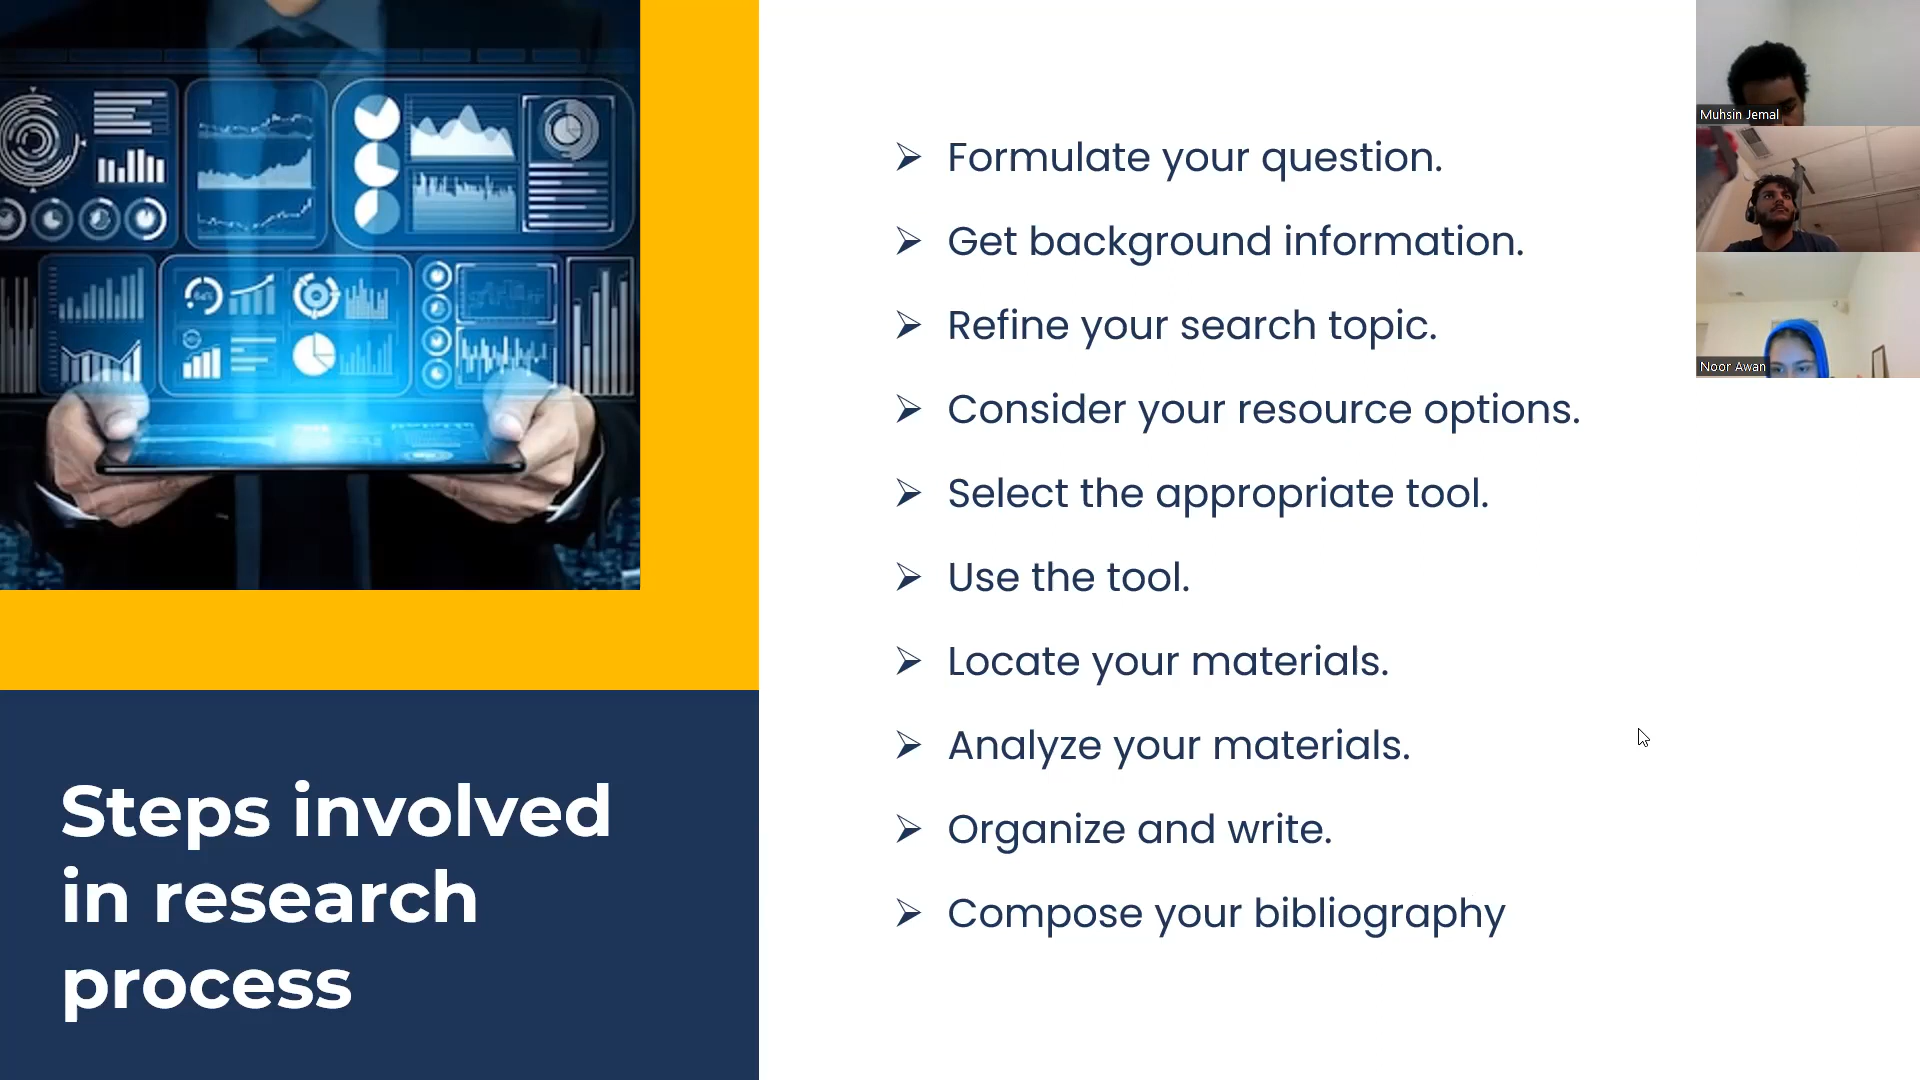 Steps involved
in research
process
Formulate your question.
Get background information.
Refine your search topic.
Consider your resource options.
Select the appropriate tool.
Use the tool.
Locate your materials.
Analyze your materials.
Organize and write.
Compose your bibliography
Muhsin Jemal
Noor Awan